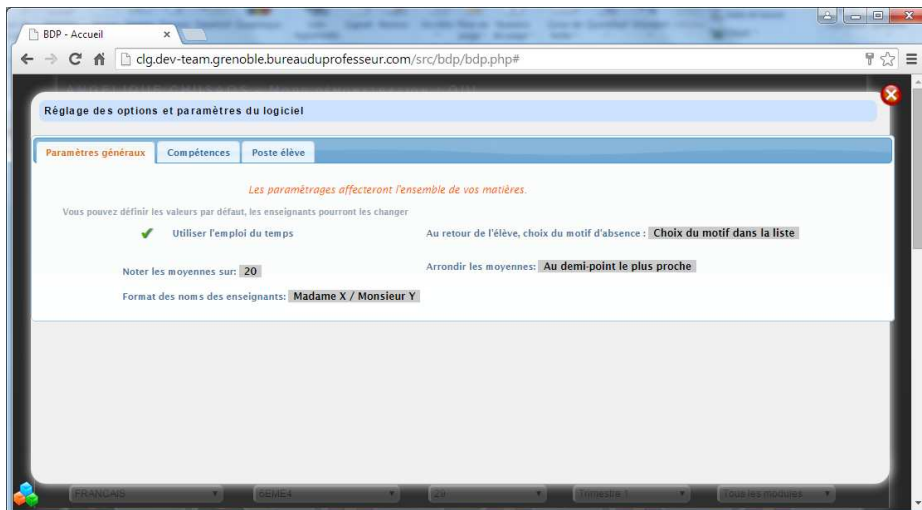 BDP - Accueil
clg.dev-team.grenoble.bureauduprofesseur.com/src/bdp/bdp.php#
Réglage des options et paramètres du logiciel
Paramètres généraux Compétences Poste élève
Les paramètrages affecteront l'ensemble de vos matières.
Vous pouvez définir les valeurs par défaut, les enseignants pourront les changer
Utiliser l'emploi du temps Au retour de l'élève, choix du motif d'absence : Choix du motif dans la liste
Noter les moyennes sur: 20 Arrondir les moyennes: Au demi-point le plus proche
Format des noms des enseignants: Madame X / Monsieur Y
FRANCAIS 6EME4 29 Trimestre 1 Tous les modules